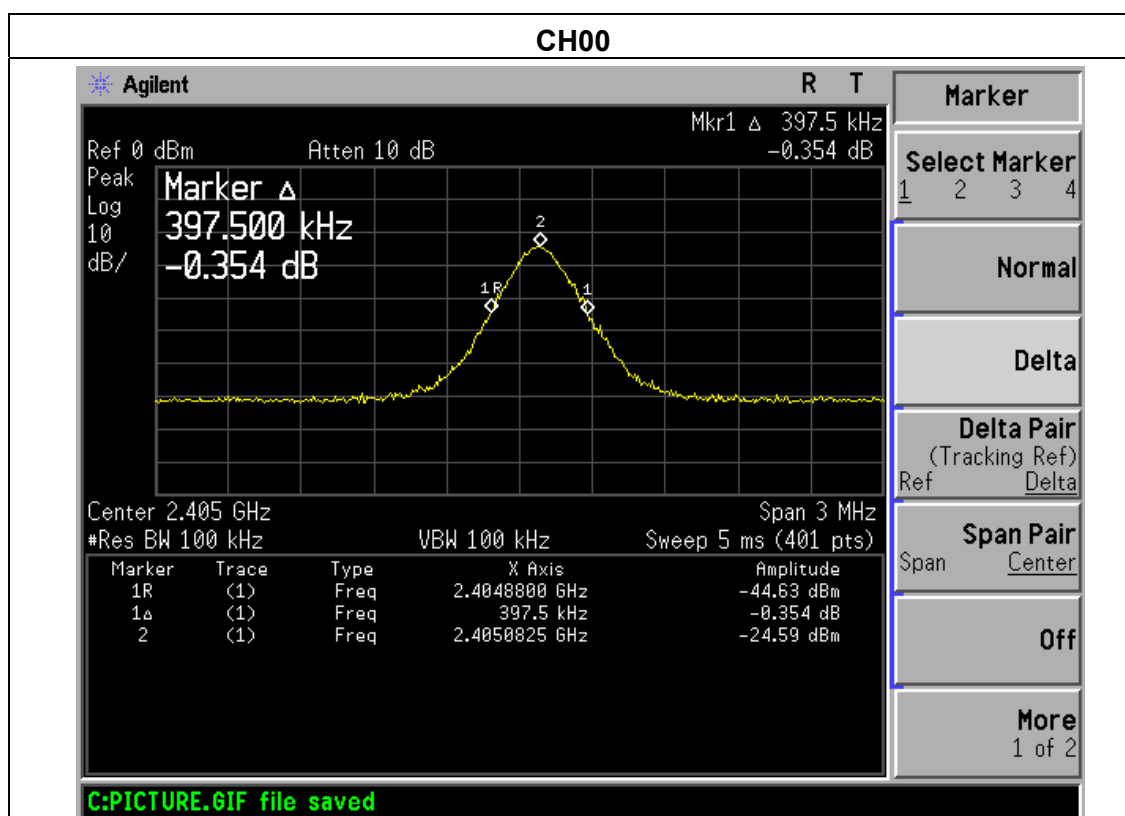 CH00
Agilent R T
Mkr1 Δ 397.5 kHz
Ref 0 dBm Atten 10 dB -0.354 dB
Peak
Log
10
dB/
Marker Δ
397.500 kHz
-0.354 dB
2
1R 1
Center 2.405 GHz Span 3 MHz
#Res BW 100 kHz VBW 100 kHz Sweep 5 ms (401 pts)
Marker Trace Type X Axis Amplitude
1R (1) Freq 2.4048800 GHz -44.63 dBm
1Δ (1) Freq 397.5 kHz -0.354 dB
2 (1) Freq 2.4050825 GHz -24.59 dBm
C:PICTURE.GIF file saved
Marker
Select Marker
1 2 3 4
Normal
Delta
Delta Pair
(Tracking Ref)
Ref Delta
Span Pair
Span Center
Off
More
1 of 2